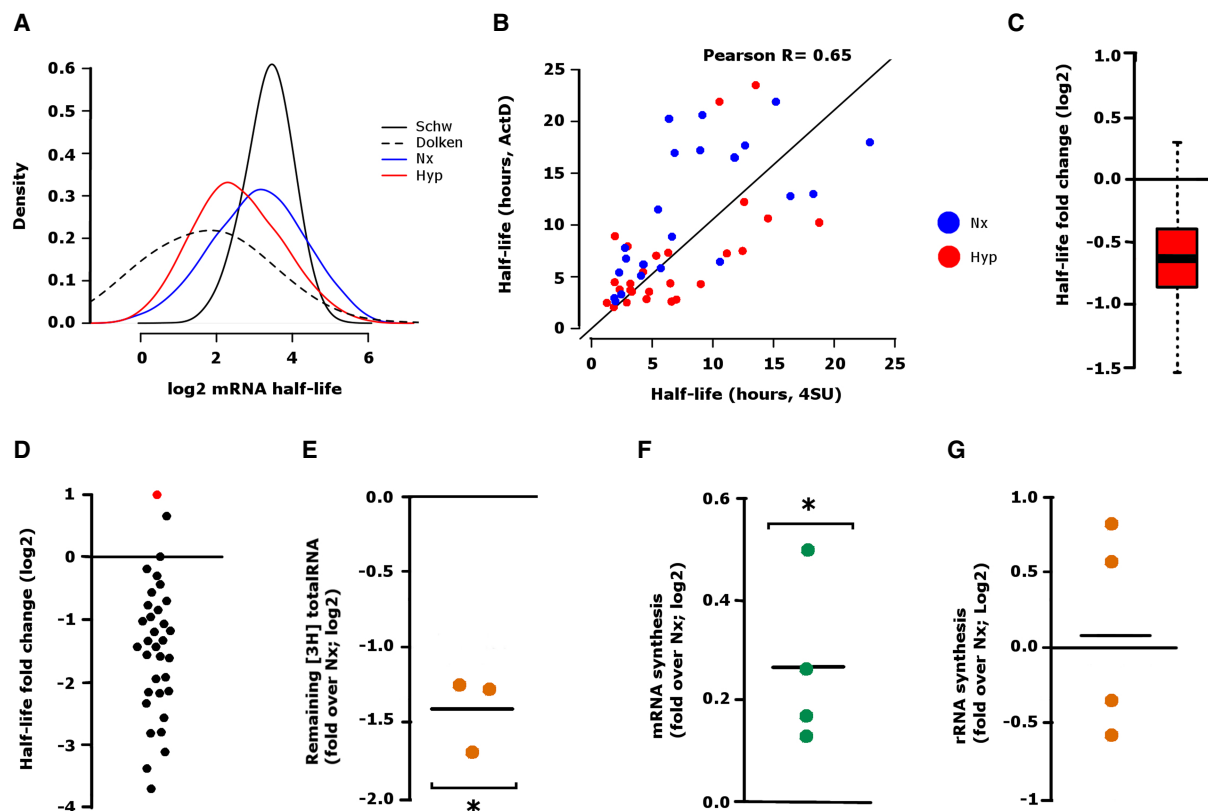 A
0.6
0.5
0.4
0.3
0.2
0.1
0.0
Density
0
2
4
6
log2 mRNA half-life
Schw
Dolken
Nx
Hyp
B
Pearson R= 0.65
25
20
15
10
5
0
Half-life (hours, ActD)
0
5
10
15
20
25
Half-life (hours, 4SU)
Nx
Hyp
C
1.0
0.5
0.0
-0.5
-1.0
-1.5
Half-life fold change (log2)
D
1
0
-1
-2
-3
-4
Half-life fold change (log2)
E
0.0
-0.5
-1.0
-1.5
-2.0
Remaining [3H] totalRNA
(fold over Nx; log2)
*
F
0.6
0.4
0.2
0.0
mRNA synthesis
(fold over Nx; log2)
*
G
1.0
0.5
0.0
-0.5
-1
rRNA synthesis
(fold over Nx; Log2)